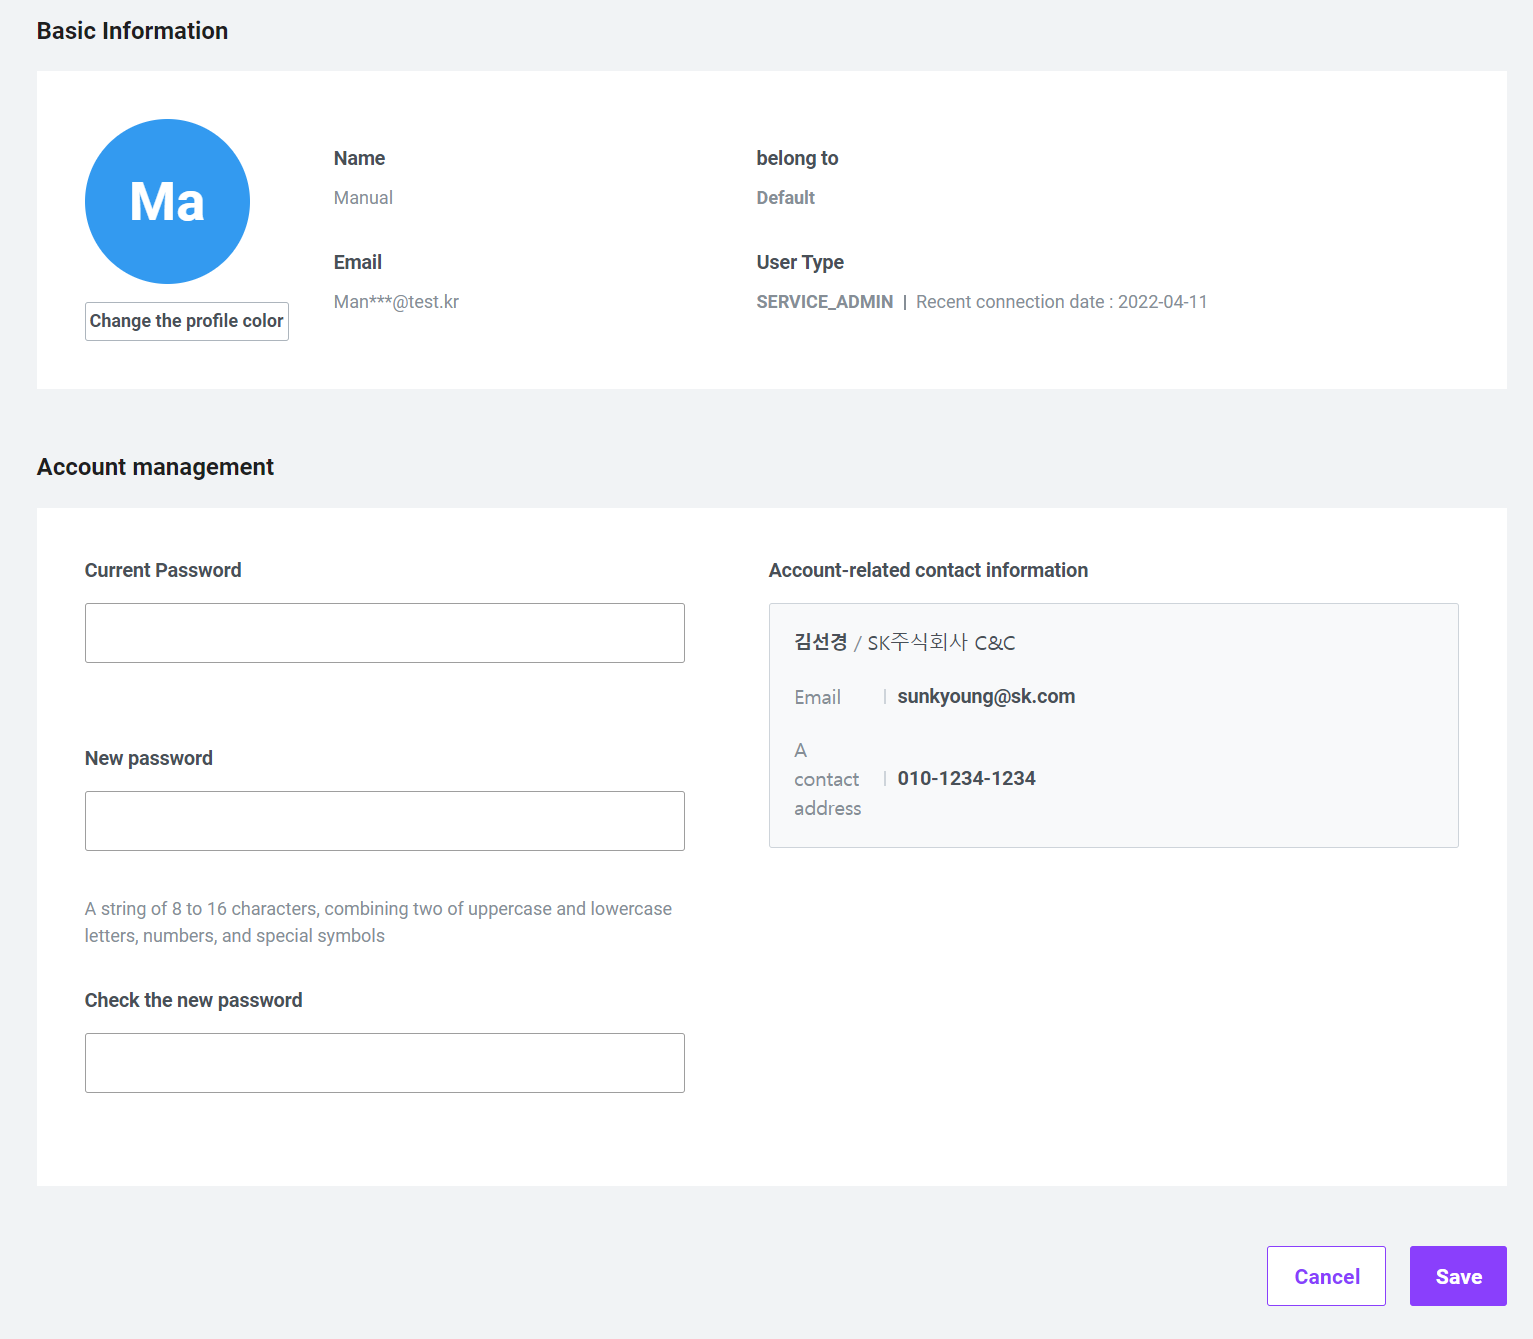 Basic Information
Ma
Change the profile color
Name
Manual
belong to
Default
Email
Man***@test.kr
User Type
SERVICE_ADMIN | Recent connection date : 2022-04-11
Account management
Current Password
New password
A string of 8 to 16 characters, combining two of uppercase and lowercase
letters, numbers, and special symbols
Check the new password
Account-related contact information
김선경 / SK주식회사 C&C
Email | sunkyoung@sk.com
A
contact | 010-1234-1234
address
Cancel
Save